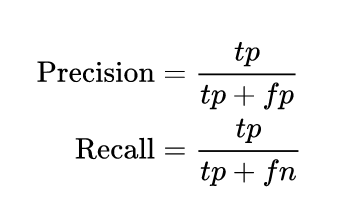 Precision = tp / (tp + fp)
Recall = tp / (tp + fn)